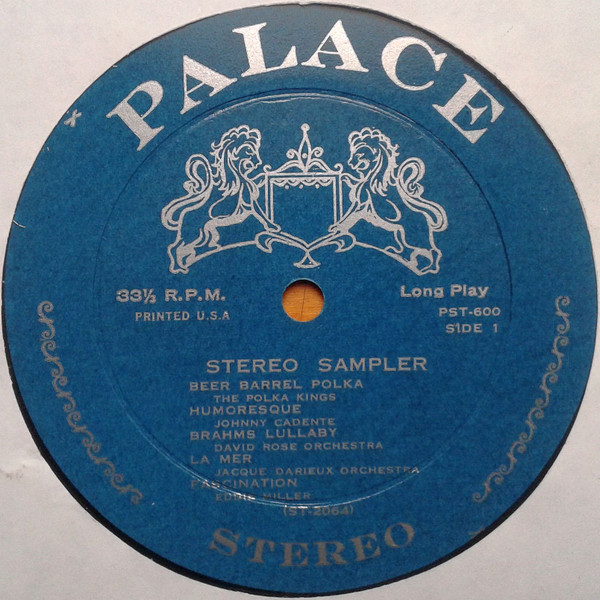 PALACE
33⅓ R.P.M.
PRINTED U.S.A
Long Play
PST-600
SIDE 1
STEREO SAMPLER
BEER BARREL POLKA
THE POLKA KINGS
HUMORESQUE
JOHNNY CADENTE
BRAHMS LULLABY
DAVID ROSE ORCHESTRA
LA MER
JACQUE DARIEUX ORCHESTRA
FASCINATION
EDDIE MILLER
(ST-2064)
STEREO